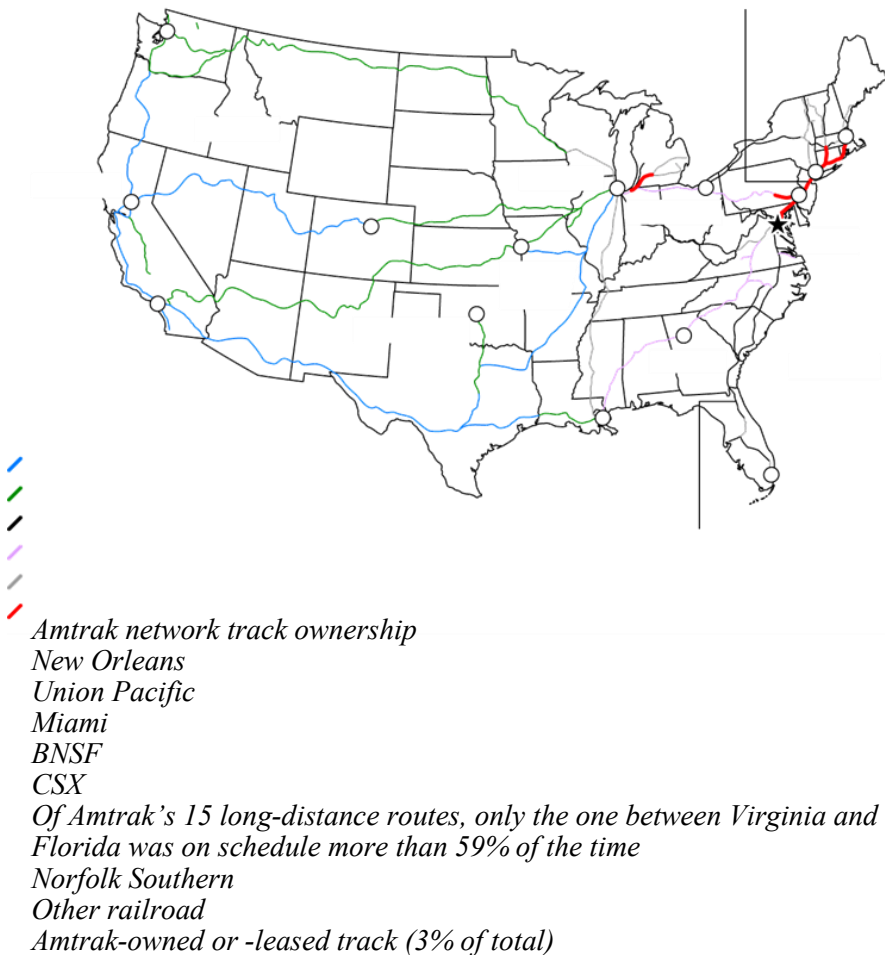 Amtrak network track ownership
New Orleans
Union Pacific
Miami
BNSF
CSX
Of Amtrak’s 15 long-distance routes, only the one between Virginia and
Florida was on schedule more than 59% of the time
Norfolk Southern
Other railroad
Amtrak-owned or -leased track (3% of total)